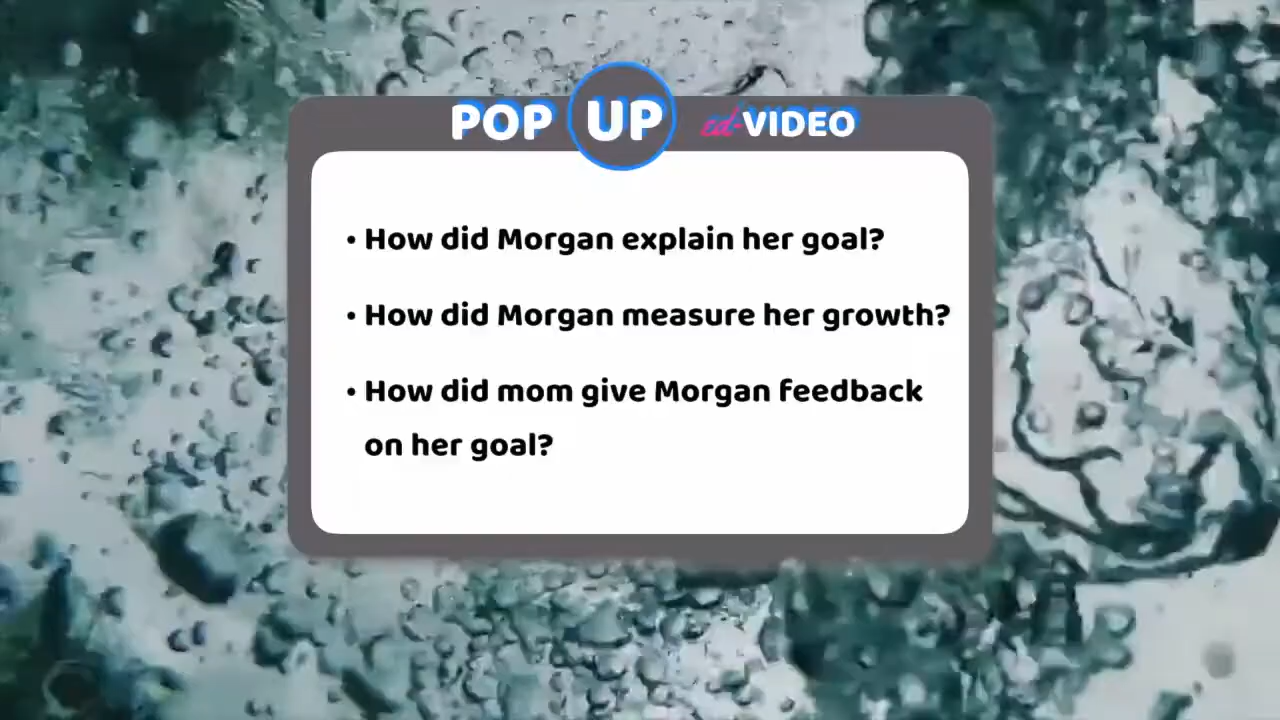 POP UP ed-VIDEO
• How did Morgan explain her goal?
• How did Morgan measure her growth?
• How did mom give Morgan feedback
on her goal?